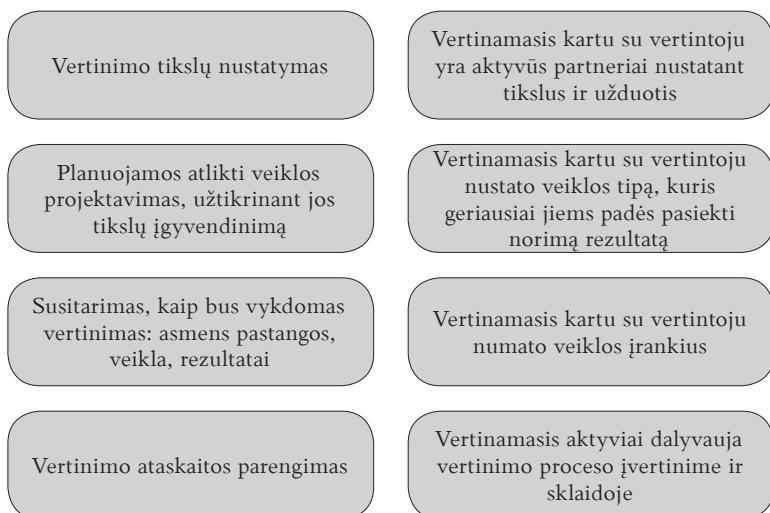 Vertinimo tikslų nustatymas
Vertinamasis kartu su vertintoju
yra aktyvūs partneriai nustatant
tikslus ir užduotis
Planuojamos atlikti veiklos
projektavimas, užtikrinant jos
tikslų įgyvendinimą
Vertinamasis kartu su vertintoju
nustato veiklos tipą, kuris
geriausiai jiems padės pasiekti
norimą rezultatą
Susitarimas, kaip bus vykdomas
vertinimas: asmens pastangos,
veikla, rezultatai
Vertinamasis kartu su vertintoju
numato veiklos įrankius
Vertinimo ataskaitos parengimas
Vertinamasis aktyviai dalyvauja
vertinimo proceso įvertinime ir
sklaidoje